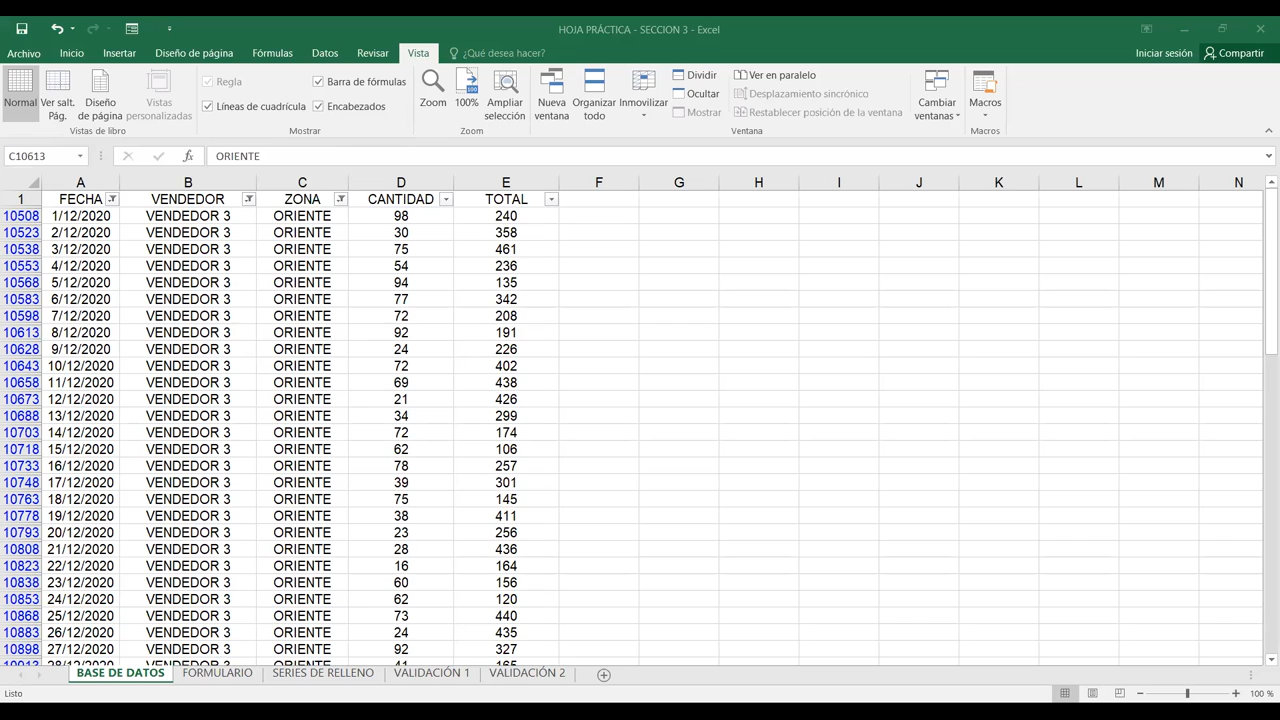 HOJA PRÁCTICA - SECCION 3 - Excel
Archivo Inicio Insertar Diseño de página Fórmulas Datos Revisar Vista ¿Qué desea hacer? Iniciar sesión Compartir
Normal
Ver salt. Pág.
Diseño de página
Vistas personalizadas
Vistas de libro
Regla
Barra de fórmulas
Líneas de cuadrícula
Encabezados
Mostrar
Zoom
100%
Ampliar selección
Zoom
Nueva ventana
Organizar todo
Inmovilizar
Dividir
Ocultar
Mostrar
Ver en paralelo
Desplazamiento sincrónico
Restablecer posición de la ventana
Cambiar ventanas
Ventana
Macros
Macros
C10613 fx ORIENTE
A B C D E F G H I J K L M N
1 FECHA VENDEDOR ZONA CANTIDAD TOTAL
10508 1/12/2020 VENDEDOR 3 ORIENTE 98 240
10523 2/12/2020 VENDEDOR 3 ORIENTE 30 358
10538 3/12/2020 VENDEDOR 3 ORIENTE 75 461
10553 4/12/2020 VENDEDOR 3 ORIENTE 54 236
10568 5/12/2020 VENDEDOR 3 ORIENTE 94 135
10583 6/12/2020 VENDEDOR 3 ORIENTE 77 342
10598 7/12/2020 VENDEDOR 3 ORIENTE 72 208
10613 8/12/2020 VENDEDOR 3 ORIENTE 92 191
10628 9/12/2020 VENDEDOR 3 ORIENTE 24 226
10643 10/12/2020 VENDEDOR 3 ORIENTE 72 402
10658 11/12/2020 VENDEDOR 3 ORIENTE 69 438
10673 12/12/2020 VENDEDOR 3 ORIENTE 21 426
10688 13/12/2020 VENDEDOR 3 ORIENTE 34 299
10703 14/12/2020 VENDEDOR 3 ORIENTE 72 174
10718 15/12/2020 VENDEDOR 3 ORIENTE 62 106
10733 16/12/2020 VENDEDOR 3 ORIENTE 78 257
10748 17/12/2020 VENDEDOR 3 ORIENTE 39 301
10763 18/12/2020 VENDEDOR 3 ORIENTE 75 145
10778 19/12/2020 VENDEDOR 3 ORIENTE 38 411
10793 20/12/2020 VENDEDOR 3 ORIENTE 23 256
10808 21/12/2020 VENDEDOR 3 ORIENTE 28 436
10823 22/12/2020 VENDEDOR 3 ORIENTE 16 164
10838 23/12/2020 VENDEDOR 3 ORIENTE 60 156
10853 24/12/2020 VENDEDOR 3 ORIENTE 62 120
10868 25/12/2020 VENDEDOR 3 ORIENTE 73 440
10883 26/12/2020 VENDEDOR 3 ORIENTE 24 435
10898 27/12/2020 VENDEDOR 3 ORIENTE 92 327
10913 28/12/2020 VENDEDOR 3 ORIENTE 41 165
BASE DE DATOS FORMULARIO SERIES DE RELLENO VALIDACIÓN 1 VALIDACIÓN 2
Listo 100 %